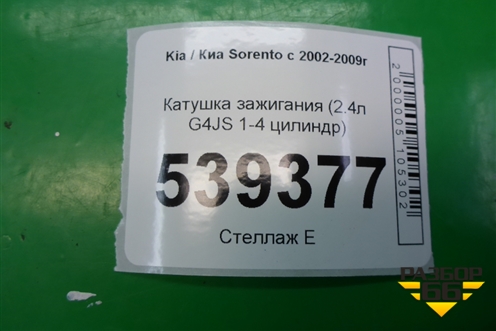 Kia / Киа Sorento с 2002-2009г
Катушка зажигания (2.4л
G4JS 1-4 цилиндр)
539377
Стеллаж Е
2000005105302
РАЗБОР
66